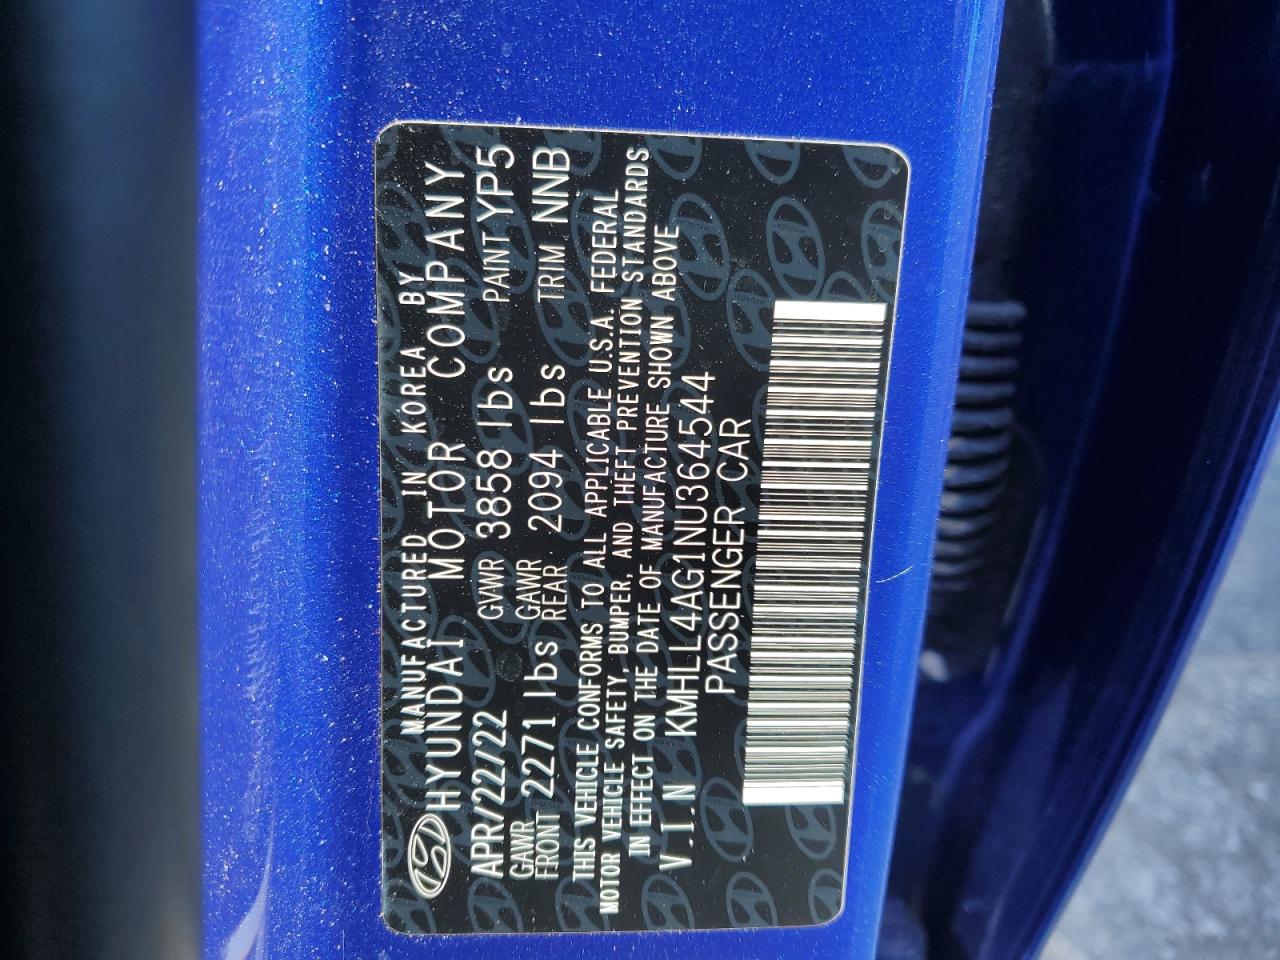 MANUFACTURED IN KOREA BY
HYUNDAI MOTOR COMPANY
APR/22/22 GVWR 3858 lbs PAINT YP5
GAWR FRONT 2271 lbs GAWR REAR 2094 lbs TRIM NNB
THIS VEHICLE CONFORMS TO ALL APPLICABLE U.S.A. FEDERAL
MOTOR VEHICLE SAFETY, BUMPER, AND THEFT PREVENTION STANDARDS
IN EFFECT ON THE DATE OF MANUFACTURE SHOWN ABOVE
V.I.N KMHLL4AG1NU364544
PASSENGER CAR